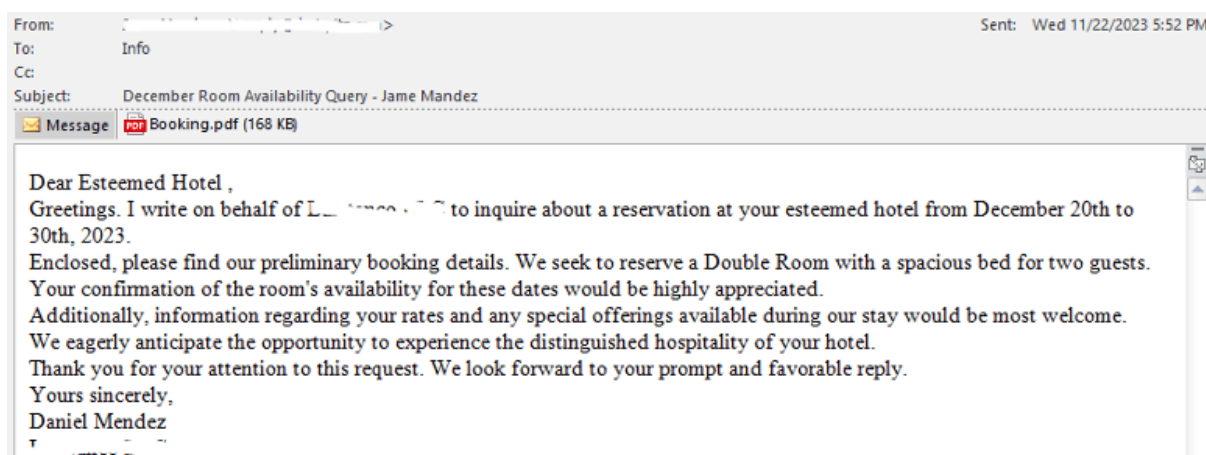 From: Sent: Wed 11/22/2023 5:52 PM
To: Info
Cc:
Subject: December Room Availability Query - Jame Mandez
Message Booking.pdf (168 KB)
Dear Esteemed Hotel ,
Greetings. I write on behalf of to inquire about a reservation at your esteemed hotel from December 20th to
30th, 2023.
Enclosed, please find our preliminary booking details. We seek to reserve a Double Room with a spacious bed for two guests.
Your confirmation of the room's availability for these dates would be highly appreciated.
Additionally, information regarding your rates and any special offerings available during our stay would be most welcome.
We eagerly anticipate the opportunity to experience the distinguished hospitality of your hotel.
Thank you for your attention to this request. We look forward to your prompt and favorable reply.
Yours sincerely,
Daniel Mendez